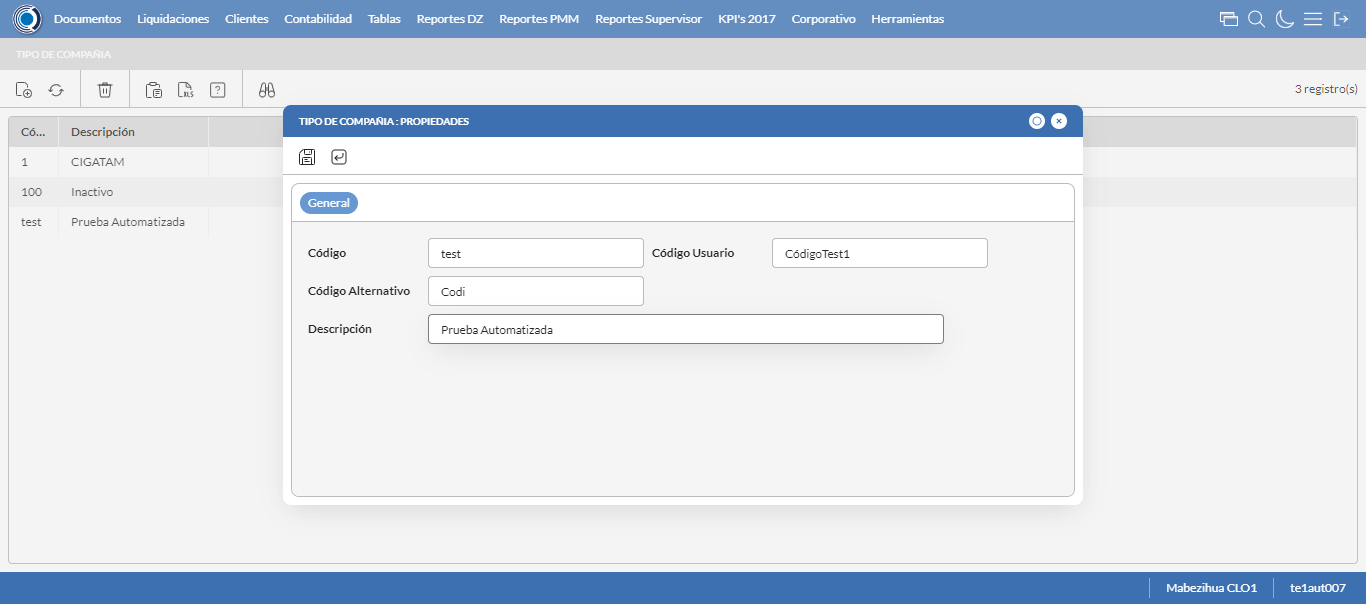 Documentos Liquidaciones Clientes Contabilidad Tablas Reportes DZ Reportes PMM Reportes Supervisor KPI's 2017 Corporativo Herramientas
TIPO DE COMPAÑIA
XLS ? 3 registro(s)
TIPO DE COMPAÑIA : PROPIEDADES
Có... Descripción
1 CIGATAM
100 Inactivo
test Prueba Automatizada
General
Código test Código Usuario CódigoTest1
Código Alternativo Codi
Descripción Prueba Automatizada
Mabezihua CLO1 te1aut007